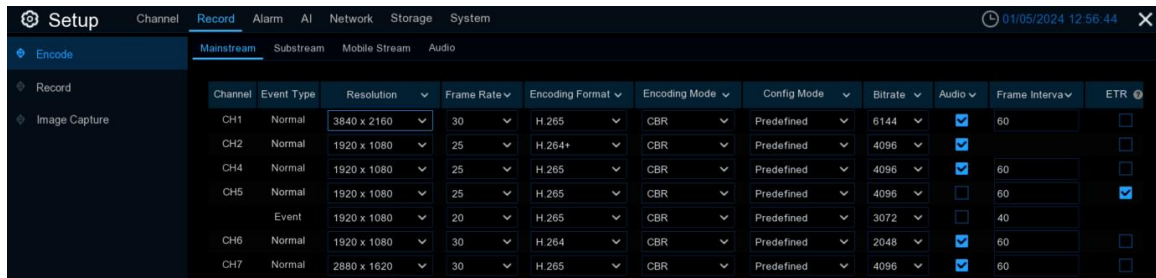 Setup Channel Record Alarm AI Network Storage System 01/05/2024 12:56:44
Encode
Record
Image Capture
Mainstream Substream Mobile Stream Audio
Channel Event Type Resolution Frame Rate Encoding Format Encoding Mode Config Mode Bitrate Audio Frame Interva ETR
CH1 Normal 3840 x 2160 30 H.265 CBR Predefined 6144 60
CH2 Normal 1920 x 1080 25 H.264+ CBR Predefined 4096
CH4 Normal 1920 x 1080 25 H.265 CBR Predefined 4096 60
CH5 Normal 1920 x 1080 25 H.265 CBR Predefined 4096 60
Event 1920 x 1080 20 H.265 CBR Predefined 3072 40
CH6 Normal 1920 x 1080 30 H.264 CBR Predefined 2048 60
CH7 Normal 2880 x 1620 30 H.265 CBR Predefined 4096 60